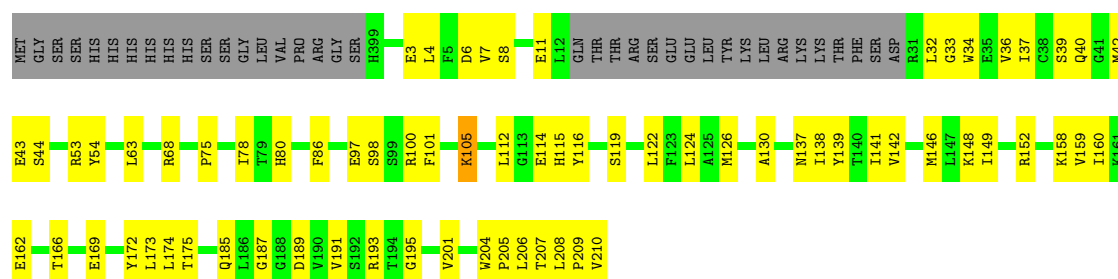 MET GLY SER SER HIS HIS HIS HIS HIS HIS SER SER GLY LEU VAL PRO ARG GLY SER H399 E3 L4 F5 D6 V7 S8 E11 L12 GLN THR THR ARG SER GLU GLU LEU TYR LYS LEU ARG LYS LYS THR PHE SER ASP R31 L32 G33 W34 E35 V36 I37 C38 S39 Q40 G41 M42
E43 S44 R53 Y54 L63 R68 P75 I78 T79 H80 F86 E97 S98 S99 R100 F101 K105 L112 G113 E114 H115 Y116 S119 L122 F123 L124 A125 M126 A130 N137 I138 Y139 T140 I141 V142 M146 L147 K148 I149 R152 K158 V159 I160 K161
E162 T166 E169 Y172 L173 L174 T175 Q185 L186 G187 G188 D189 V190 V191 S192 R193 T194 G195 V201 W204 P205 L206 T207 L208 P209 V210